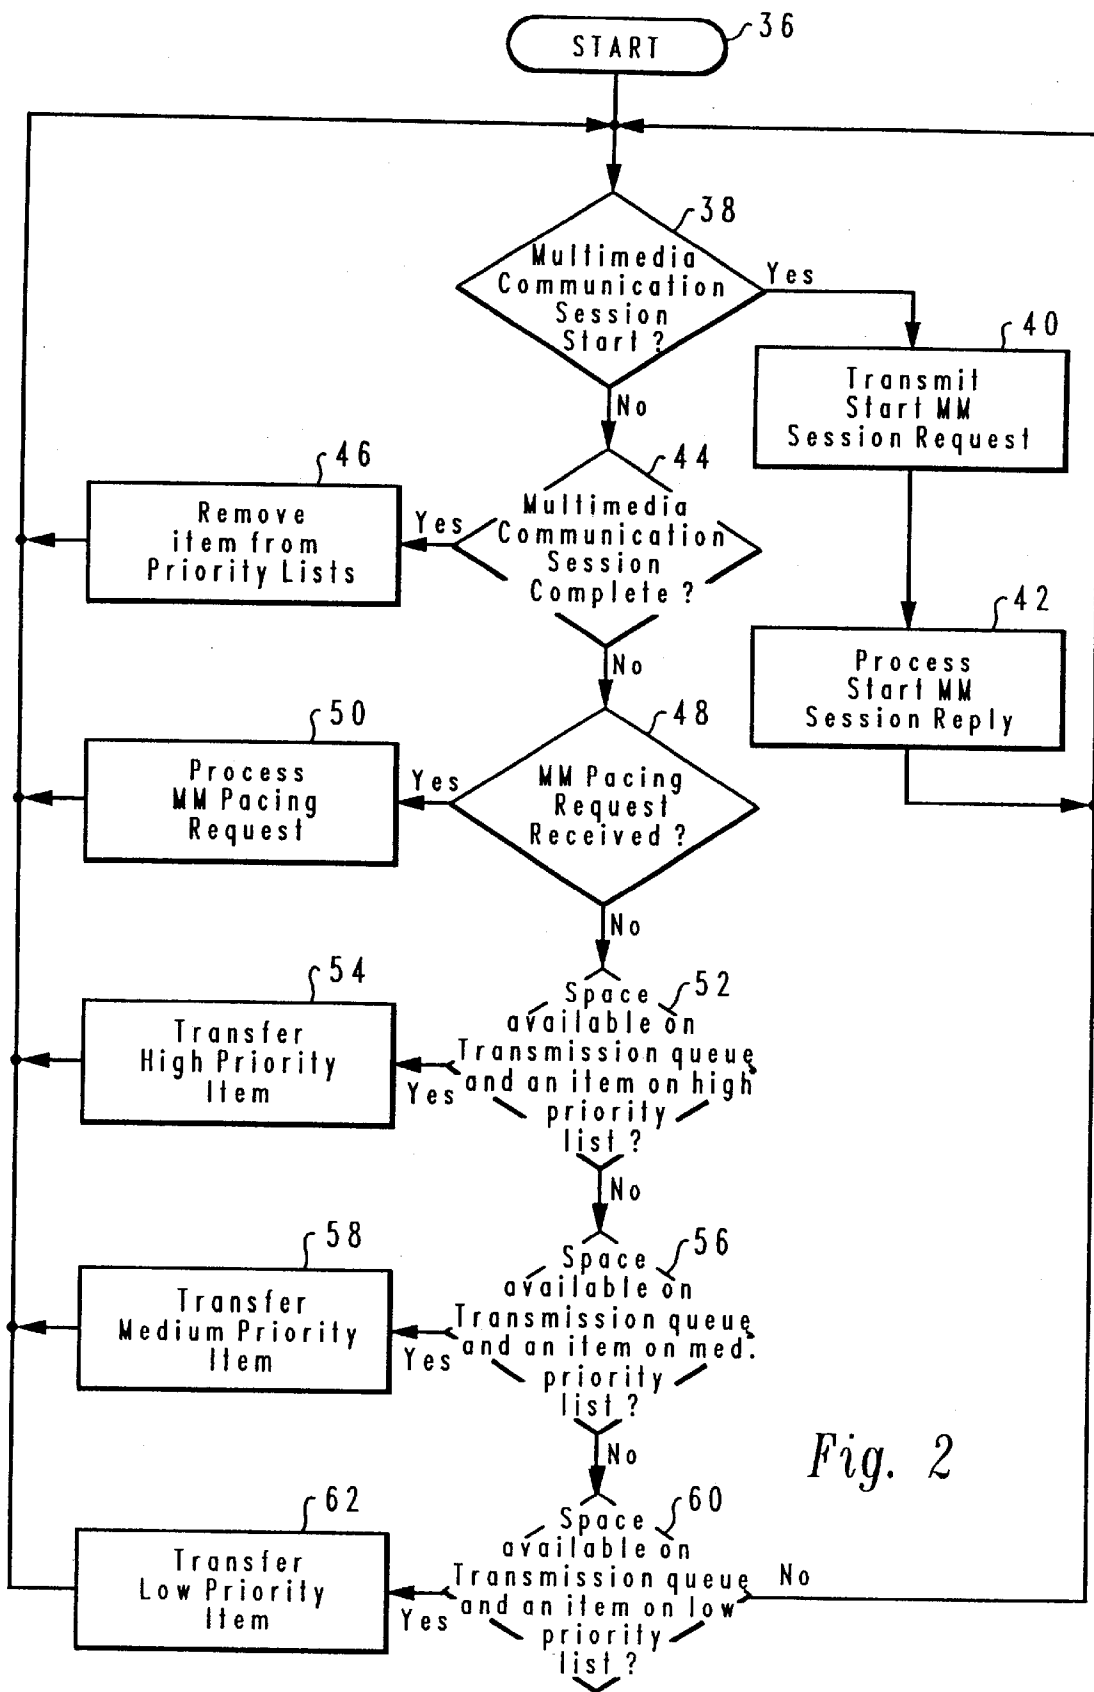 START
36
38
Multimedia
Communication
Session
Start ?
Yes
No
40
Transmit
Start MM
Session Request
46
Remove
item from
Priority Lists
Yes
44
Multimedia
Communication
Session
Complete ?
No
42
Process
Start MM
Session Reply
50
Process
MM Pacing
Request
Yes
48
MM Pacing
Request
Received ?
No
54
Transfer
High Priority
Item
Yes
52
Space
available on
Transmission queue
and an item on high
priority
list ?
No
58
Transfer
Medium Priority
Item
Yes
56
Space
available on
Transmission queue
and an item on med.
priority
list ?
No
Fig. 2
62
Transfer
Low Priority
Item
Yes
60
Space
available on
Transmission queue
and an item on low
priority
list ?
No